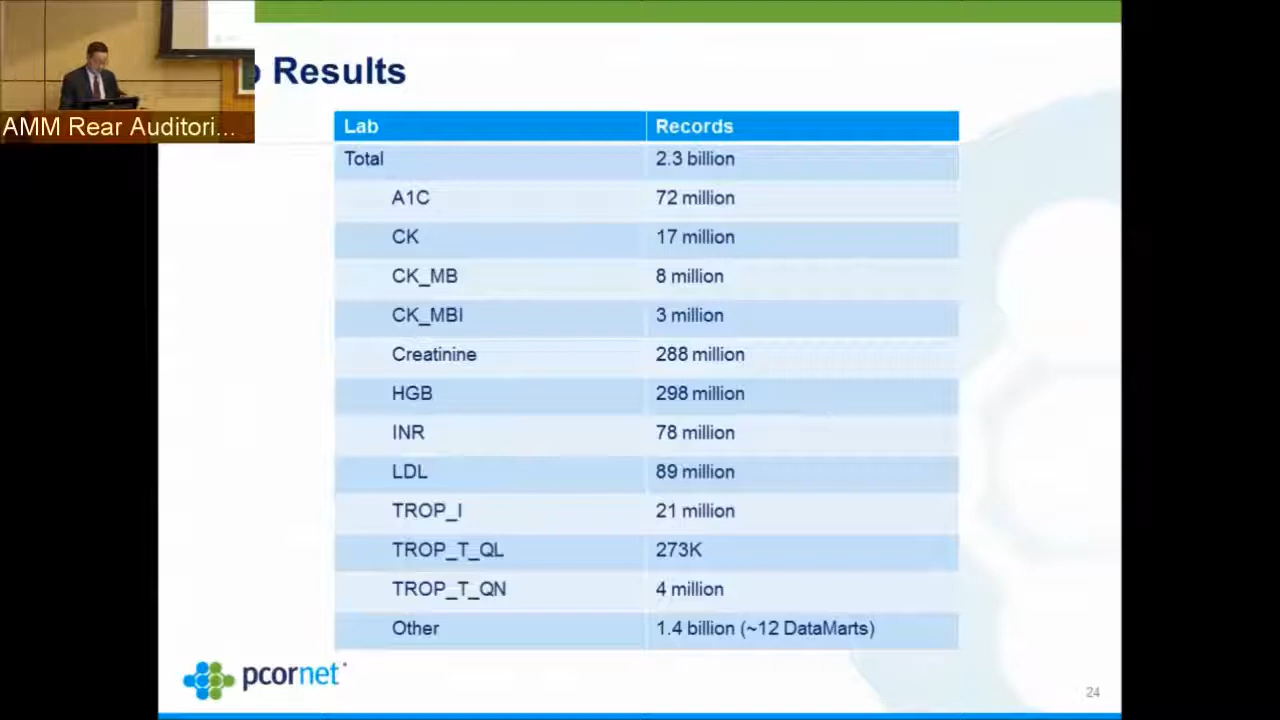 Results
AMM Rear Auditori...
Lab Records
Total 2.3 billion
A1C 72 million
CK 17 million
CK_MB 8 million
CK_MBI 3 million
Creatinine 288 million
HGB 298 million
INR 78 million
LDL 89 million
TROP_I 21 million
TROP_T_QL 273K
TROP_T_QN 4 million
Other 1.4 billion (~12 DataMarts)
pcornet
24